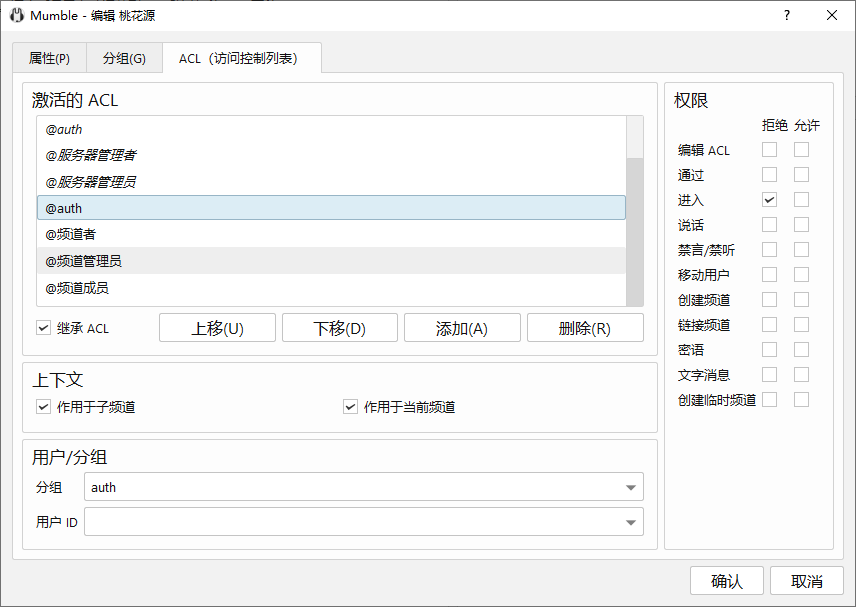 Mumble - 编辑 桃花源
?
属性(P)
分组(G)
ACL（访问控制列表）
激活的 ACL
@auth
@服务器管理者
@服务器管理员
@auth
@频道者
@频道管理员
@频道成员
继承 ACL
上移(U)
下移(D)
添加(A)
删除(R)
上下文
作用于子频道
作用于当前频道
用户/分组
分组
auth
用户 ID
权限
拒绝 允许
编辑 ACL
通过
进入
说话
禁言/禁听
移动用户
创建频道
链接频道
密语
文字消息
创建临时频道
确认
取消